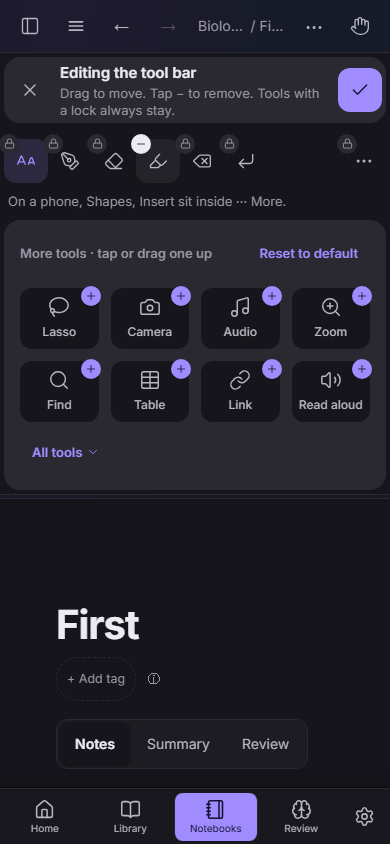 Biolo... / Fi...
Editing the tool bar
Drag to move. Tap − to remove. Tools with
a lock always stay.
AA
On a phone, Shapes, Insert sit inside ··· More.
More tools · tap or drag one up
Reset to default
Lasso
Camera
Audio
Zoom
Find
Table
Link
Read aloud
All tools
First
+ Add tag
Notes
Summary
Review
Home
Library
Notebooks
Review